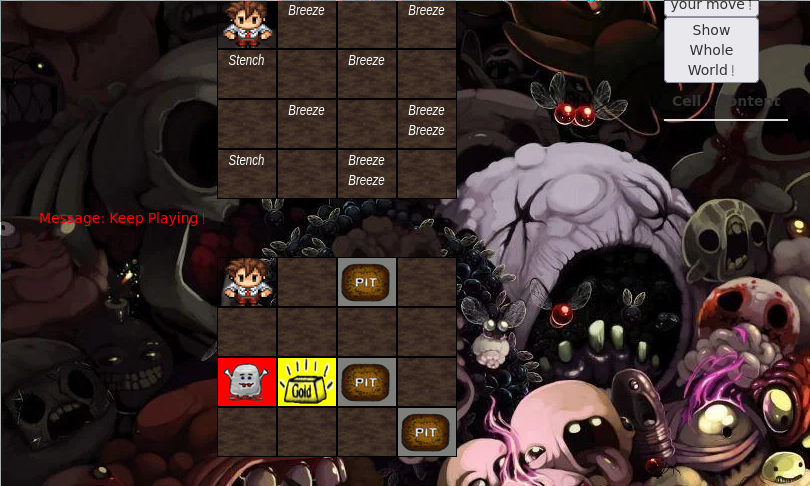 your move !
Breeze Breeze
Show
Whole
World !
Stench Breeze
Cell
Breeze Breeze
Breeze
Stench Breeze
Breeze
Message: Keep Playing !
PIT
Gold PIT
PIT